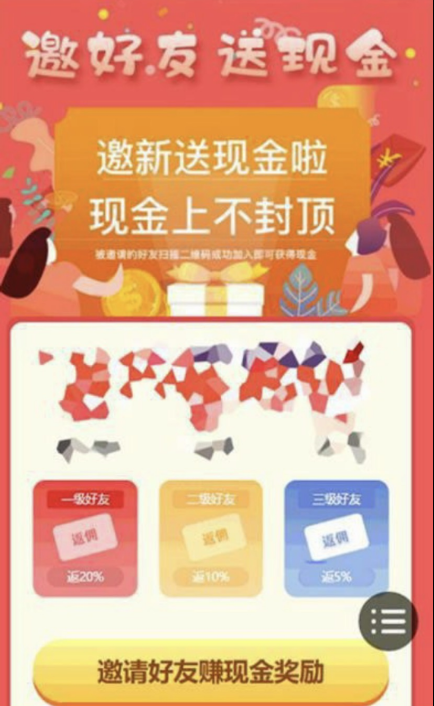 邀好友送现金
邀新送现金啦
现金上不封顶
被邀请的好友扫描二维码成功加入即可获得现金
一级好友
二级好友
三级好友
返佣
返佣
返佣
返20%
返10%
返5%
邀请好友赚现金奖励